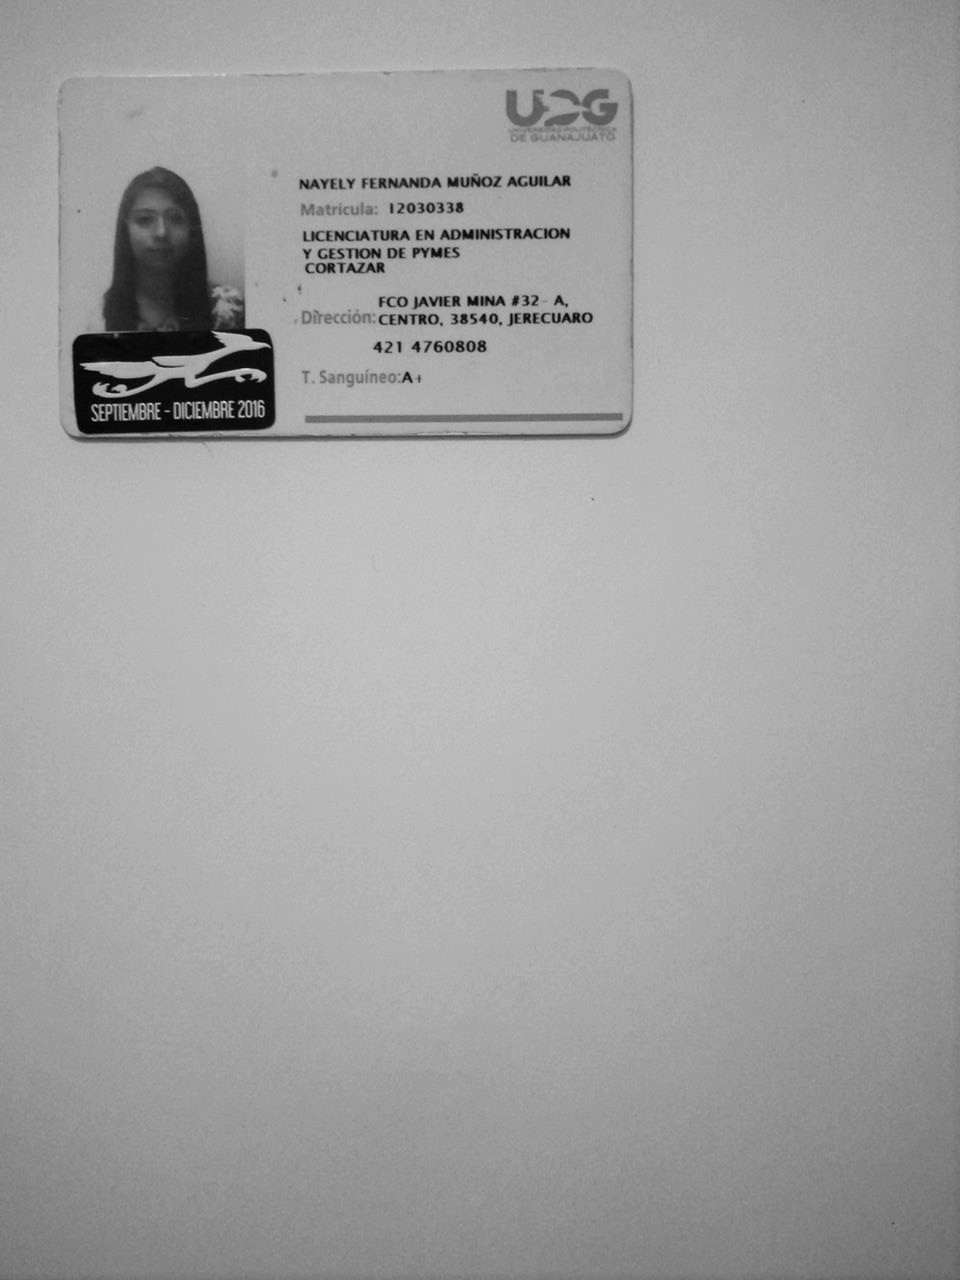 UPG
UNIVERSIDAD POLITÉCNICA
DE GUANAJUATO
NAYELY FERNANDA MUÑOZ AGUILAR
Matrícula: 12030338
LICENCIATURA EN ADMINISTRACION
Y GESTION DE PYMES
CORTAZAR
FCO JAVIER MINA #32- A,
Dirección: CENTRO, 38540, JERECUARO
421 4760808
T. Sanguíneo: A+
SEPTIEMBRE - DICIEMBRE 2016